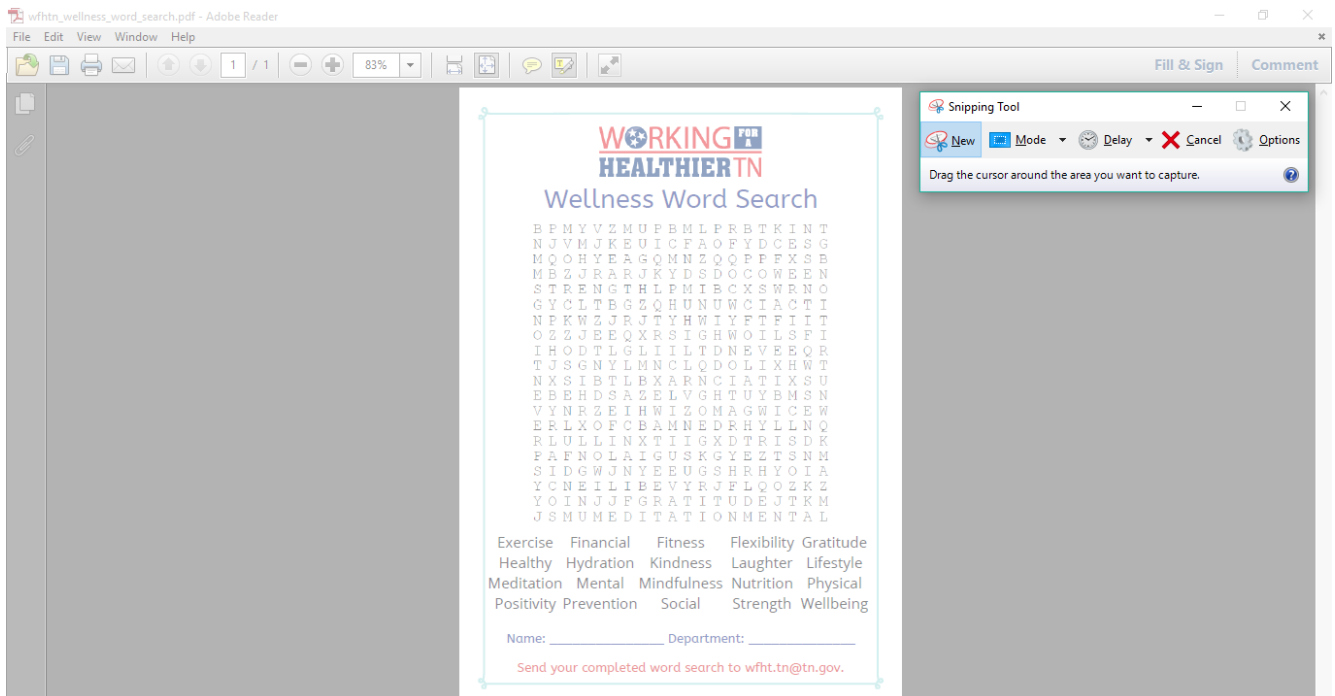 wfhtn_wellness_word_search.pdf - Adobe Reader
File Edit View Window Help
1 / 1 83% Fill & Sign Comment
Snipping Tool
New Mode Delay Cancel Options
Drag the cursor around the area you want to capture.
WORKING FOR A
HEALTHIER TN
Wellness Word Search
B P M Y V Z M U P B M L P R B T K I N T
N J V M J K E U I C F A O F Y D C E S G
M Q O H Y E A G Q M N Z Q Q P P F X S B
M B Z J R A R J K Y D S D O C O W E E N
S T R E N G T H L P M I B C X S W R N O
G Y C L T B G Z Q H U N U W C I A C T I
N P K W Z J R J T Y H W I Y F T F I I T
O Z Z J E E Q X R S I G H W O I L S F I
I H O D T L G L I I L T D N E V E E Q R
T J S G N Y L M N C L Q D O L I X H W T
N X S I B T L B X A R N C I A T I X S U
E B E H D S A Z E L V G H T U Y B M S N
V Y N R Z E I H W I Z O M A G W I C E W
E R L X O F C B A M N E D R H Y L L N Q
R L U L L I N X T I I G X D T R I S D K
P A F N O L A I G U S K G Y E Z T S N M
S I D G W J N Y E E U G S H R H Y O I A
Y C N E I L I B E V Y R J F L Q O Z K Z
Y O I N J J F G R A T I T U D E J T K M
J S M U M E D I T A T I O N M E N T A L
Exercise Financial Fitness Flexibility Gratitude
Healthy Hydration Kindness Laughter Lifestyle
Meditation Mental Mindfulness Nutrition Physical
Positivity Prevention Social Strength Wellbeing
Name: ________________ Department: _______________
Send your completed word search to wfht.tn@tn.gov.